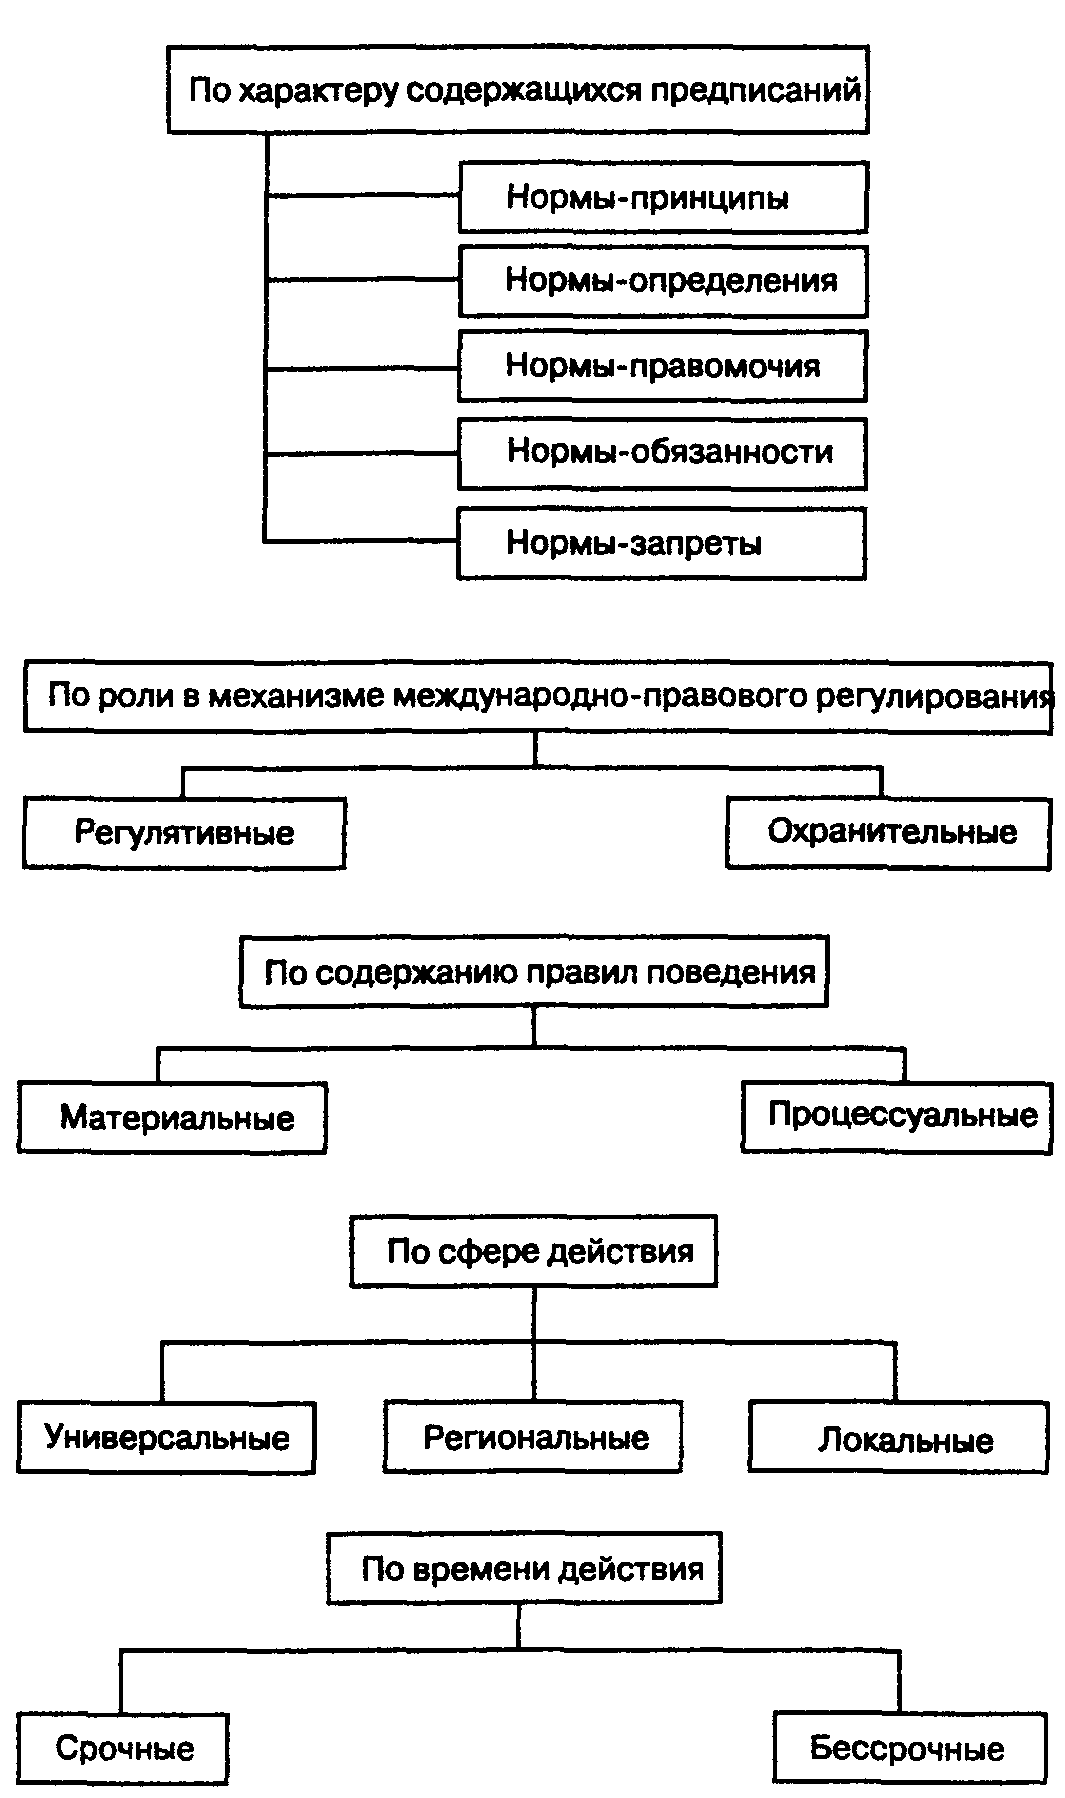 По характеру содержащихся предписаний
Нормы-принципы
Нормы-определения
Нормы-правомочия
Нормы-обязанности
Нормы-запреты
По роли в механизме международно-правового регулирования
Регулятивные
Охранительные
По содержанию правил поведения
Материальные
Процессуальные
По сфере действия
Универсальные
Региональные
Локальные
По времени действия
Срочные
Бессрочные